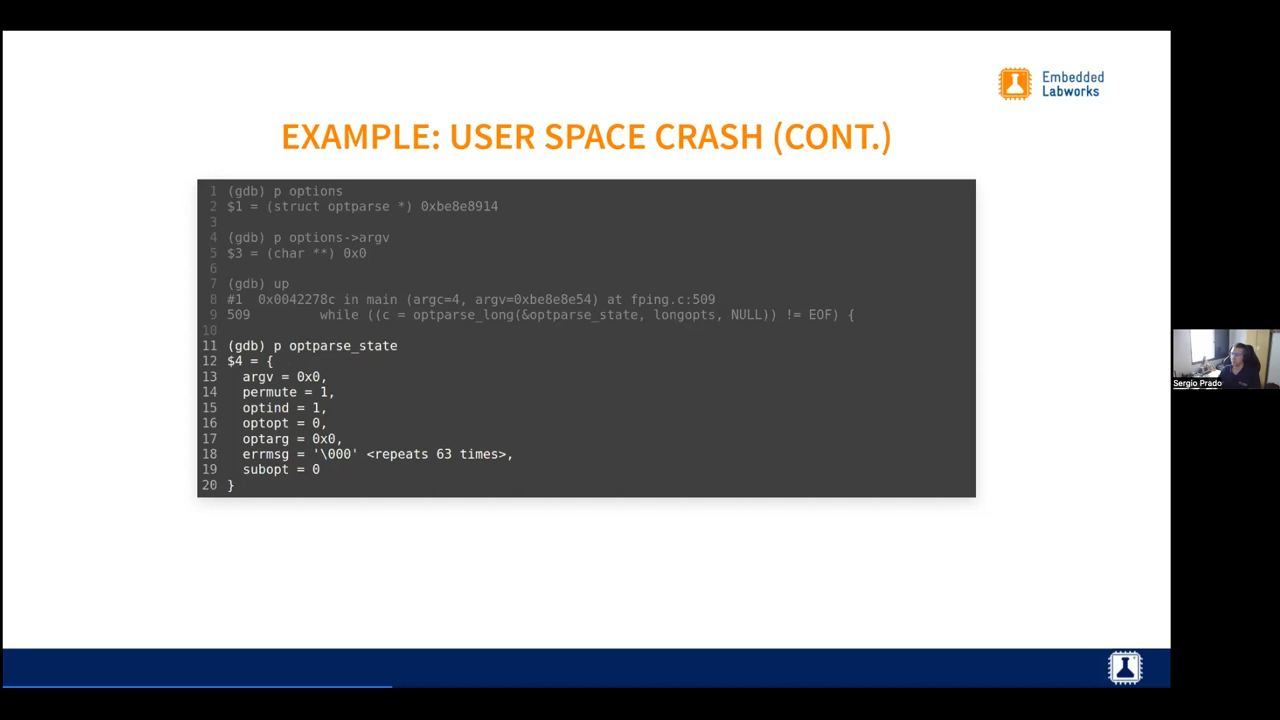 Embedded
Labworks
EXAMPLE: USER SPACE CRASH (CONT.)
1 (gdb) p options
2 $1 = (struct optparse *) 0xbe8e8914
3
4 (gdb) p options->argv
5 $3 = (char **) 0x0
6
7 (gdb) up
8 #1  0x0042278c in main (argc=4, argv=0xbe8e8e54) at fping.c:509
9 509         while ((c = optparse_long(&optparse_state, longopts, NULL)) != EOF) {
10
11 (gdb) p optparse_state
12 $4 = {
13   argv = 0x0,
14   permute = 1,
15   optind = 1,
16   optopt = 0,
17   optarg = 0x0,
18   errmsg = '\000' <repeats 63 times>,
19   subopt = 0
20 }
Sergio Prado